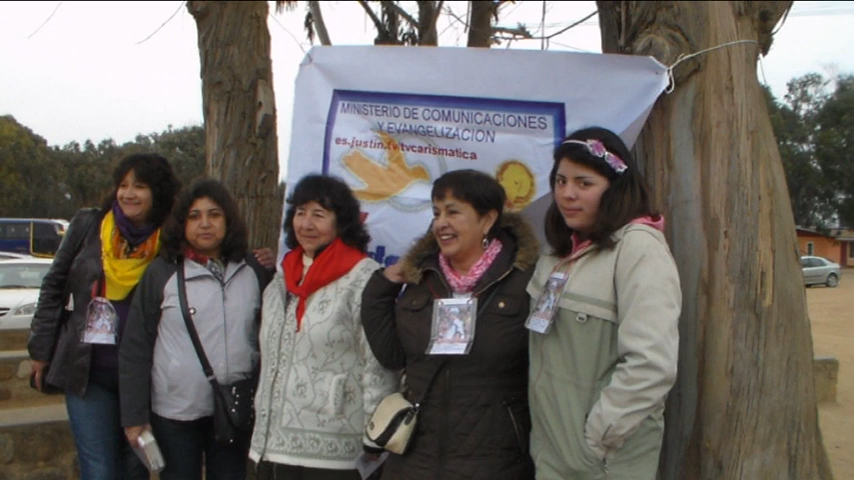 MINISTERIO DE COMUNICACIONES
Y EVANGELIZACION
es.justin.tv/tvcarismatica